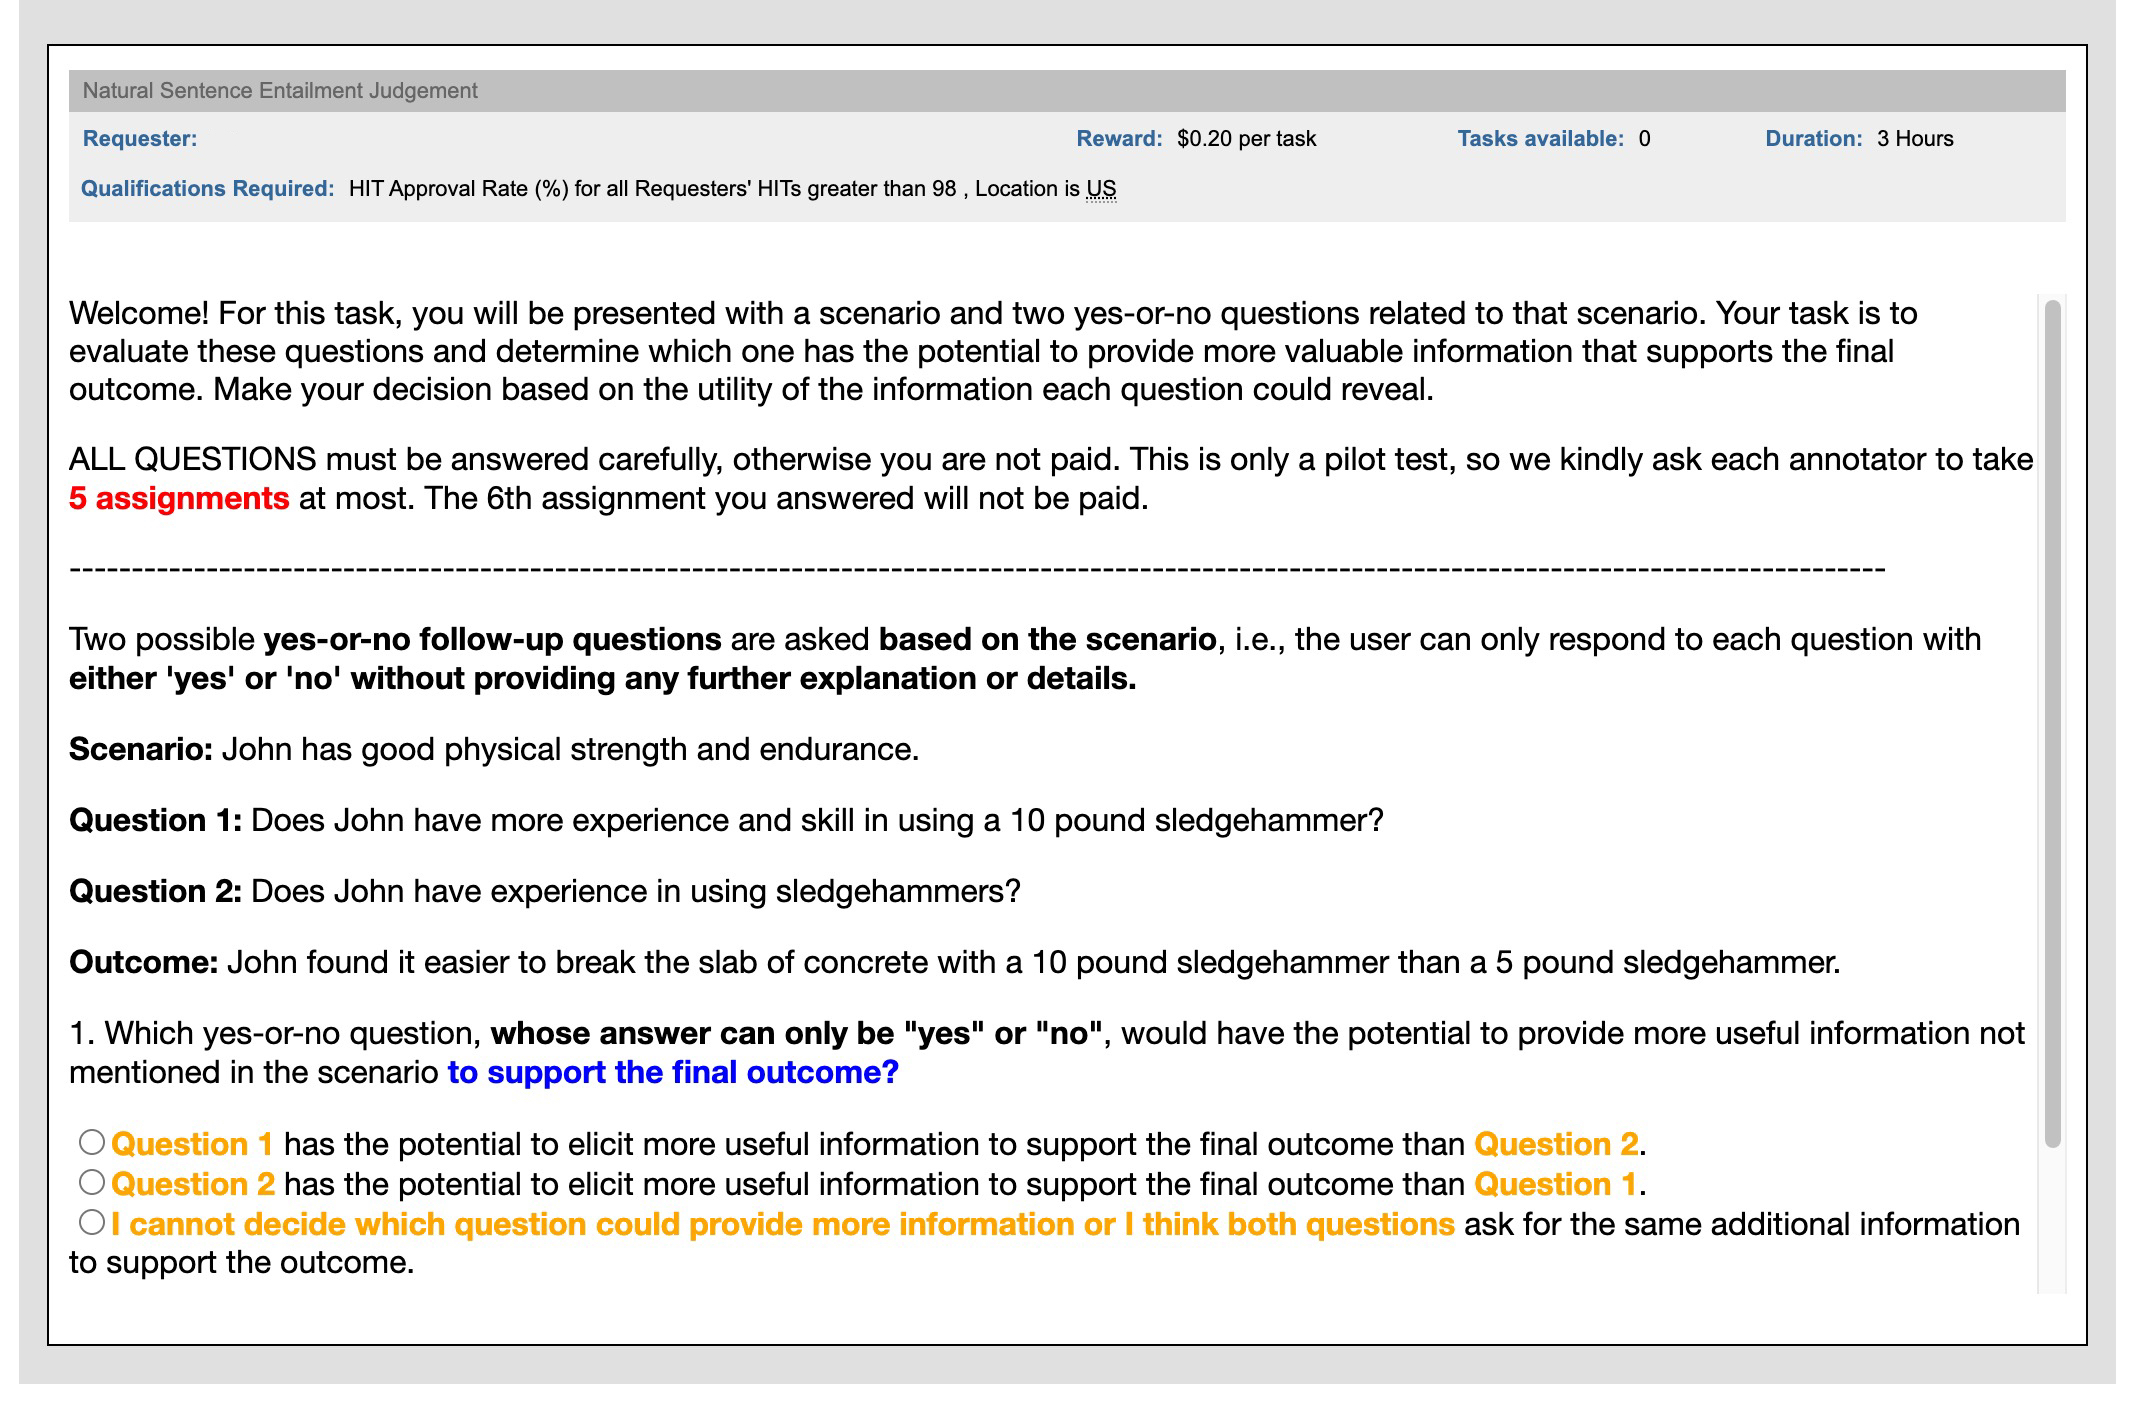 Natural Sentence Entailment Judgement
Requester: Reward: $0.20 per task Tasks available: 0 Duration: 3 Hours
Qualifications Required: HIT Approval Rate (%) for all Requesters' HITs greater than 98 , Location is US
Welcome! For this task, you will be presented with a scenario and two yes-or-no questions related to that scenario. Your task is to
evaluate these questions and determine which one has the potential to provide more valuable information that supports the final
outcome. Make your decision based on the utility of the information each question could reveal.
ALL QUESTIONS must be answered carefully, otherwise you are not paid. This is only a pilot test, so we kindly ask each annotator to take
5 assignments at most. The 6th assignment you answered will not be paid.
Two possible yes-or-no follow-up questions are asked based on the scenario, i.e., the user can only respond to each question with
either 'yes' or 'no' without providing any further explanation or details.
Scenario: John has good physical strength and endurance.
Question 1: Does John have more experience and skill in using a 10 pound sledgehammer?
Question 2: Does John have experience in using sledgehammers?
Outcome: John found it easier to break the slab of concrete with a 10 pound sledgehammer than a 5 pound sledgehammer.
1. Which yes-or-no question, whose answer can only be "yes" or "no", would have the potential to provide more useful information not
mentioned in the scenario to support the final outcome?
Question 1 has the potential to elicit more useful information to support the final outcome than Question 2.
Question 2 has the potential to elicit more useful information to support the final outcome than Question 1.
I cannot decide which question could provide more information or I think both questions ask for the same additional information
to support the outcome.